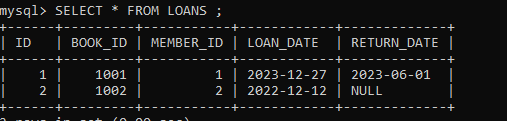 mysql> SELECT * FROM LOANS ;
+----+---------+-----------+------------+-------------+
| ID | BOOK_ID | MEMBER_ID | LOAN_DATE | RETURN_DATE |
+----+---------+-----------+------------+-------------+
| 1 | 1001 | 1 | 2023-12-27 | 2023-06-01 |
| 2 | 1002 | 2 | 2022-12-12 | NULL |
+----+---------+-----------+------------+-------------+